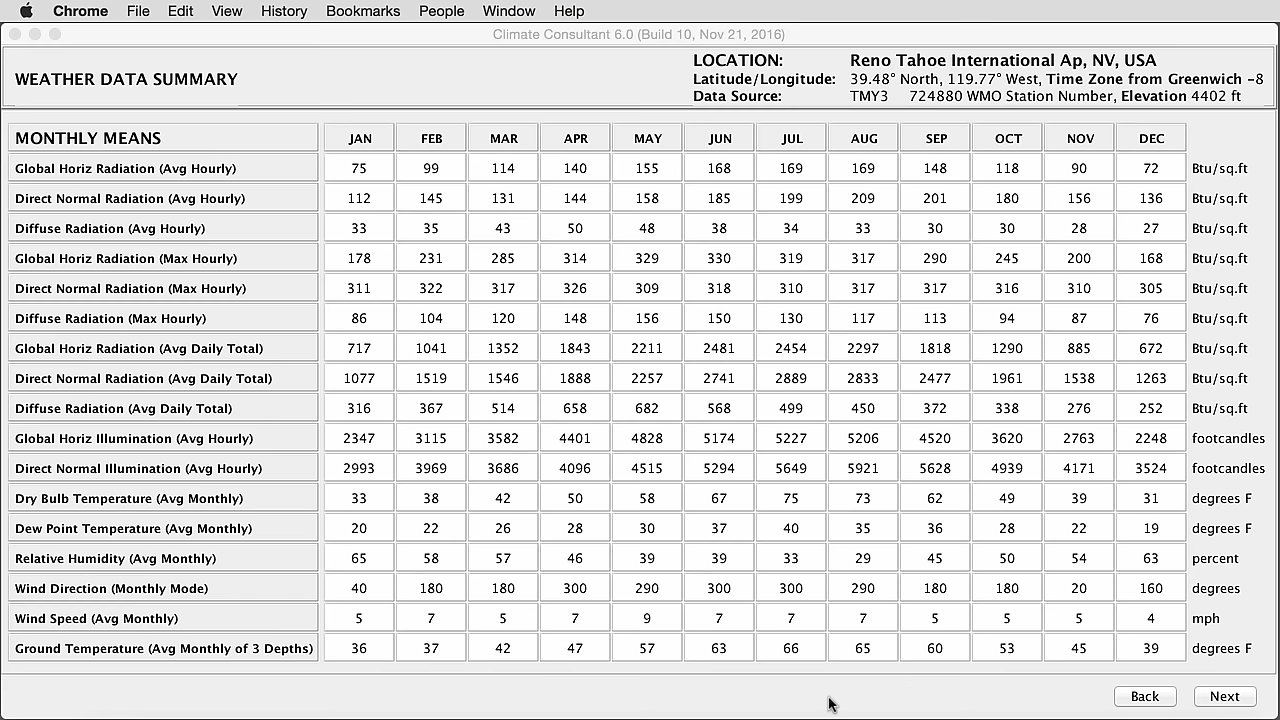 Chrome File Edit View History Bookmarks People Window Help
Climate Consultant 6.0 (Build 10, Nov 21, 2016)
WEATHER DATA SUMMARY
LOCATION: Reno Tahoe International Ap, NV, USA
Latitude/Longitude: 39.48° North, 119.77° West, Time Zone from Greenwich -8
Data Source: TMY3 724880 WMO Station Number, Elevation 4402 ft
MONTHLY MEANS JAN FEB MAR APR MAY JUN JUL AUG SEP OCT NOV DEC
Global Horiz Radiation (Avg Hourly) 75 99 114 140 155 168 169 169 148 118 90 72 Btu/sq.ft
Direct Normal Radiation (Avg Hourly) 112 145 131 144 158 185 199 209 201 180 156 136 Btu/sq.ft
Diffuse Radiation (Avg Hourly) 33 35 43 50 48 38 34 33 30 30 28 27 Btu/sq.ft
Global Horiz Radiation (Max Hourly) 178 231 285 314 329 330 319 317 290 245 200 168 Btu/sq.ft
Direct Normal Radiation (Max Hourly) 311 322 317 326 309 318 310 317 317 316 310 305 Btu/sq.ft
Diffuse Radiation (Max Hourly) 86 104 120 148 156 150 130 117 113 94 87 76 Btu/sq.ft
Global Horiz Radiation (Avg Daily Total) 717 1041 1352 1843 2211 2481 2454 2297 1818 1290 885 672 Btu/sq.ft
Direct Normal Radiation (Avg Daily Total) 1077 1519 1546 1888 2257 2741 2889 2833 2477 1961 1538 1263 Btu/sq.ft
Diffuse Radiation (Avg Daily Total) 316 367 514 658 682 568 499 450 372 338 276 252 Btu/sq.ft
Global Horiz Illumination (Avg Hourly) 2347 3115 3582 4401 4828 5174 5227 5206 4520 3620 2763 2248 footcandles
Direct Normal Illumination (Avg Hourly) 2993 3969 3686 4096 4515 5294 5649 5921 5628 4939 4171 3524 footcandles
Dry Bulb Temperature (Avg Monthly) 33 38 42 50 58 67 75 73 62 49 39 31 degrees F
Dew Point Temperature (Avg Monthly) 20 22 26 28 30 37 40 35 36 28 22 19 degrees F
Relative Humidity (Avg Monthly) 65 58 57 46 39 39 33 29 45 50 54 63 percent
Wind Direction (Monthly Mode) 40 180 180 300 290 300 300 290 180 180 20 160 degrees
Wind Speed (Avg Monthly) 5 7 5 7 9 7 7 7 5 5 5 4 mph
Ground Temperature (Avg Monthly of 3 Depths) 36 37 42 47 57 63 66 65 60 53 45 39 degrees F
Back Next